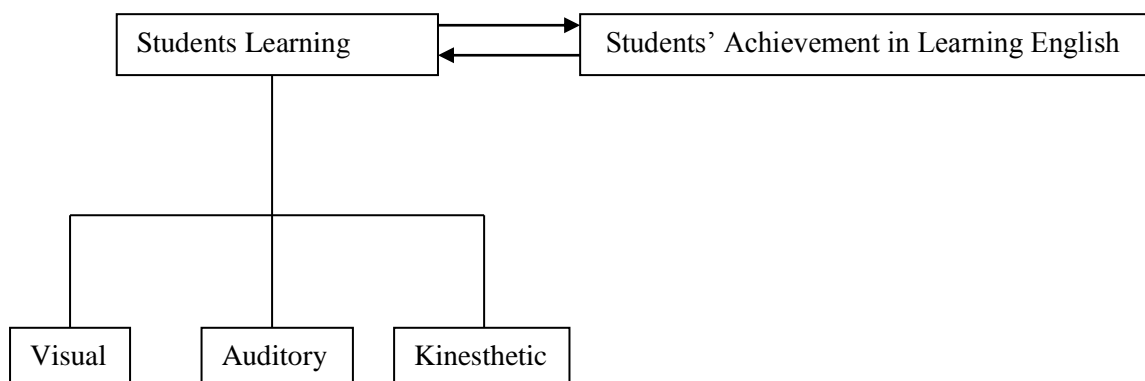 Students Learning
Students’ Achievement in Learning English
Visual
Auditory
Kinesthetic